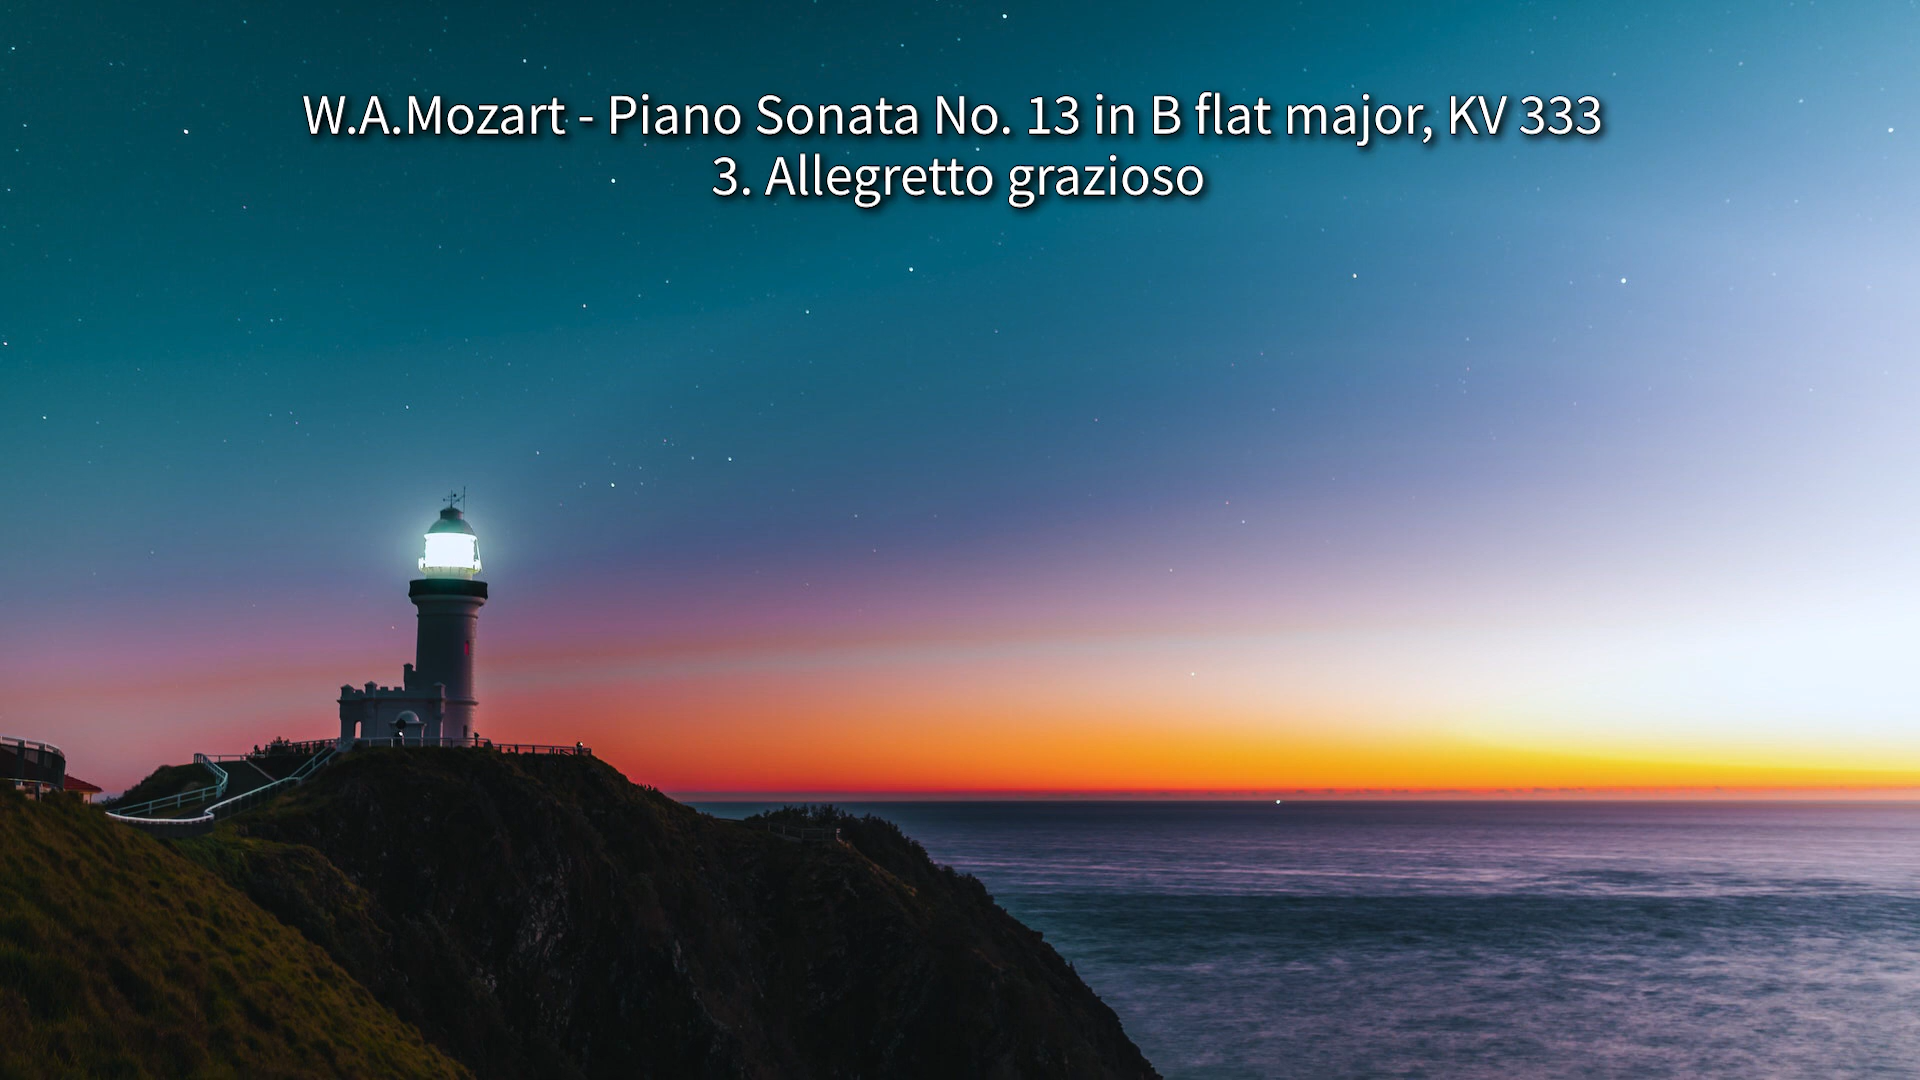 W.A.Mozart - Piano Sonata No. 13 in B flat major, KV 333
3. Allegretto grazioso